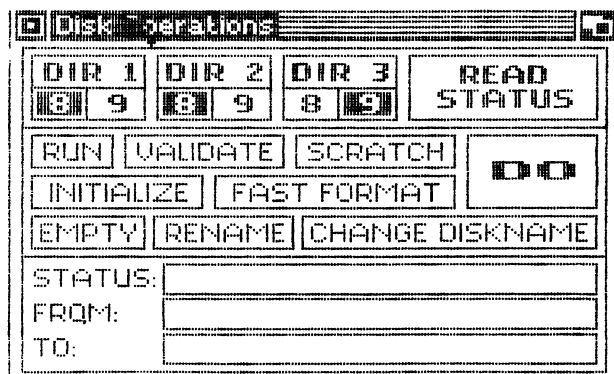 Disk Operations
DIR 1 DIR 2 DIR 3 READ STATUS
8 9 8 9 8 9
RUN VALIDATE SCRATCH
DO
INITIALIZE FAST FORMAT
EMPTY RENAME CHANGE DISKNAME
STATUS:
FROM:
TO: